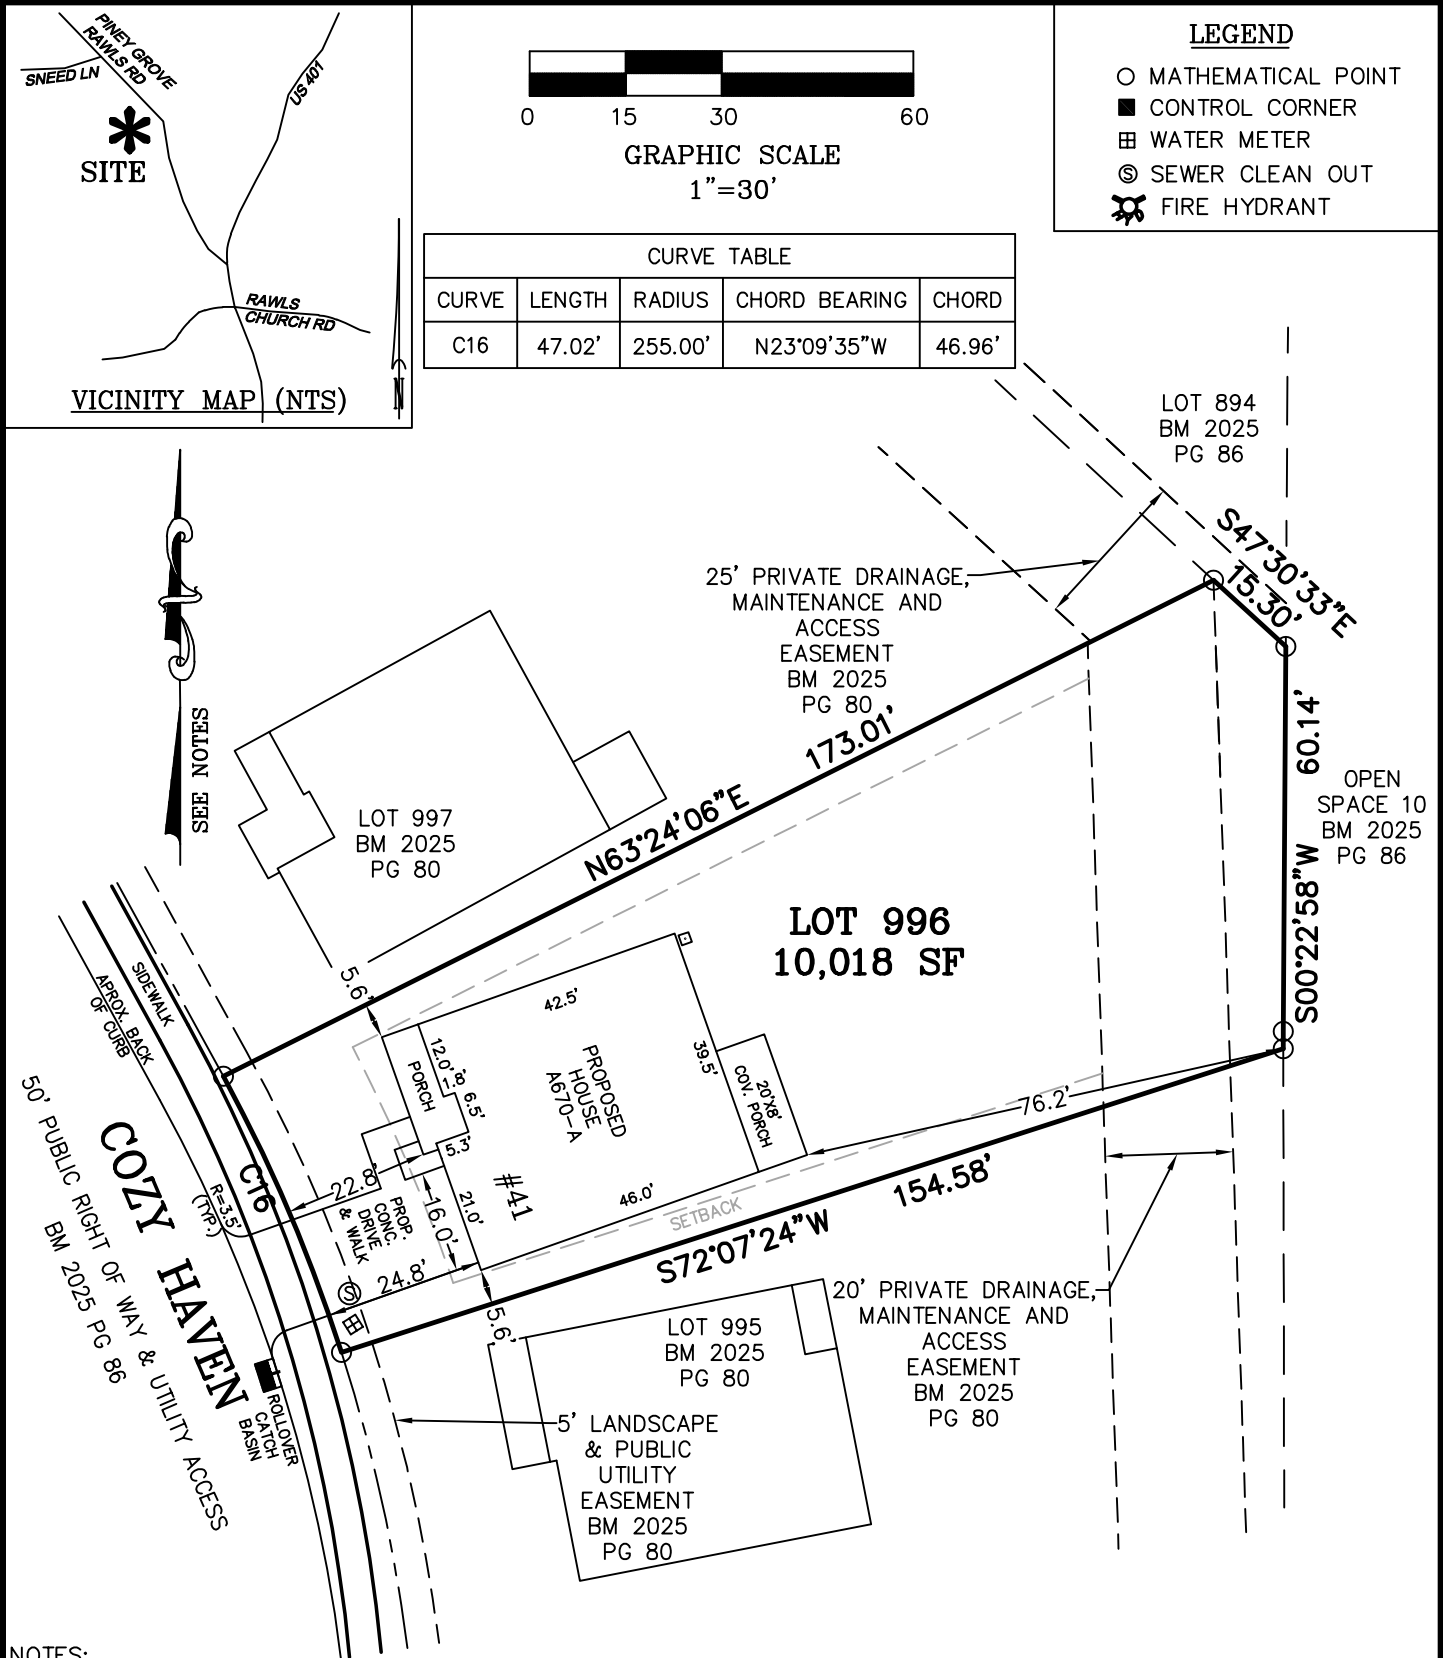 PINEY GROVE
RAWLS RD
SNEED LN
US 401
SITE
RAWLS
CHURCH RD
VICINITY MAP (NTS)
N
0 15 30 60
GRAPHIC SCALE
1"=30'
LEGEND
MATHEMATICAL POINT
CONTROL CORNER
WATER METER
S SEWER CLEAN OUT
FIRE HYDRANT
CURVE TABLE
CURVE LENGTH RADIUS CHORD BEARING CHORD
C16 47.02' 255.00' N23°09'35"W 46.96'
LOT 894
BM 2025
PG 86
S47°30'33"E
15.30'
25' PRIVATE DRAINAGE,
MAINTENANCE AND
ACCESS
EASEMENT
BM 2025
PG 80
SEE NOTES
173.01'
N63°24'06"E
60.14'
S00°22'58"W
OPEN
SPACE 10
BM 2025
PG 86
LOT 997
BM 2025
PG 80
LOT 996
10,018 SF
5.6'
42.5'
39.5'
12.0'
1.8'
6.5'
5.3'
21.0'
46.0'
PORCH
PROPOSED
HOUSE
A670-A
#41
20'X8'
COV. PORCH
76.2'
SIDEWALK
APROX. BACK
OF CURB
C16
R=3.5'
(TYP.)
22.8'
16.0'
24.8'
PROP.
CONC.
DRIVE
& WALK
S
SETBACK
154.58'
S72°07'24"W
5.6'
COZY HAVEN
50' PUBLIC RIGHT OF WAY & UTILITY ACCESS
BM 2025 PG 86
ROLLOVER
CATCH
BASIN
LOT 995
BM 2025
PG 80
20' PRIVATE DRAINAGE,
MAINTENANCE AND
ACCESS
EASEMENT
BM 2025
PG 80
5' LANDSCAPE
& PUBLIC
UTILITY
EASEMENT
BM 2025
PG 80
NOTES: